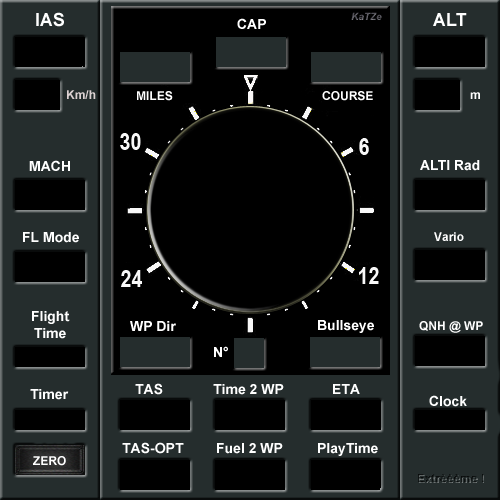 IAS
CAP
KaTZe
ALT
Km/h
MILES
COURSE
m
30
6
MACH
ALTI Rad
FL Mode
Vario
24
12
Flight
Time
WP Dir
N°
Bullseye
QNH @ WP
Timer
TAS
Time 2 WP
ETA
Clock
ZERO
TAS-OPT
Fuel 2 WP
PlayTime
Extrèèème !